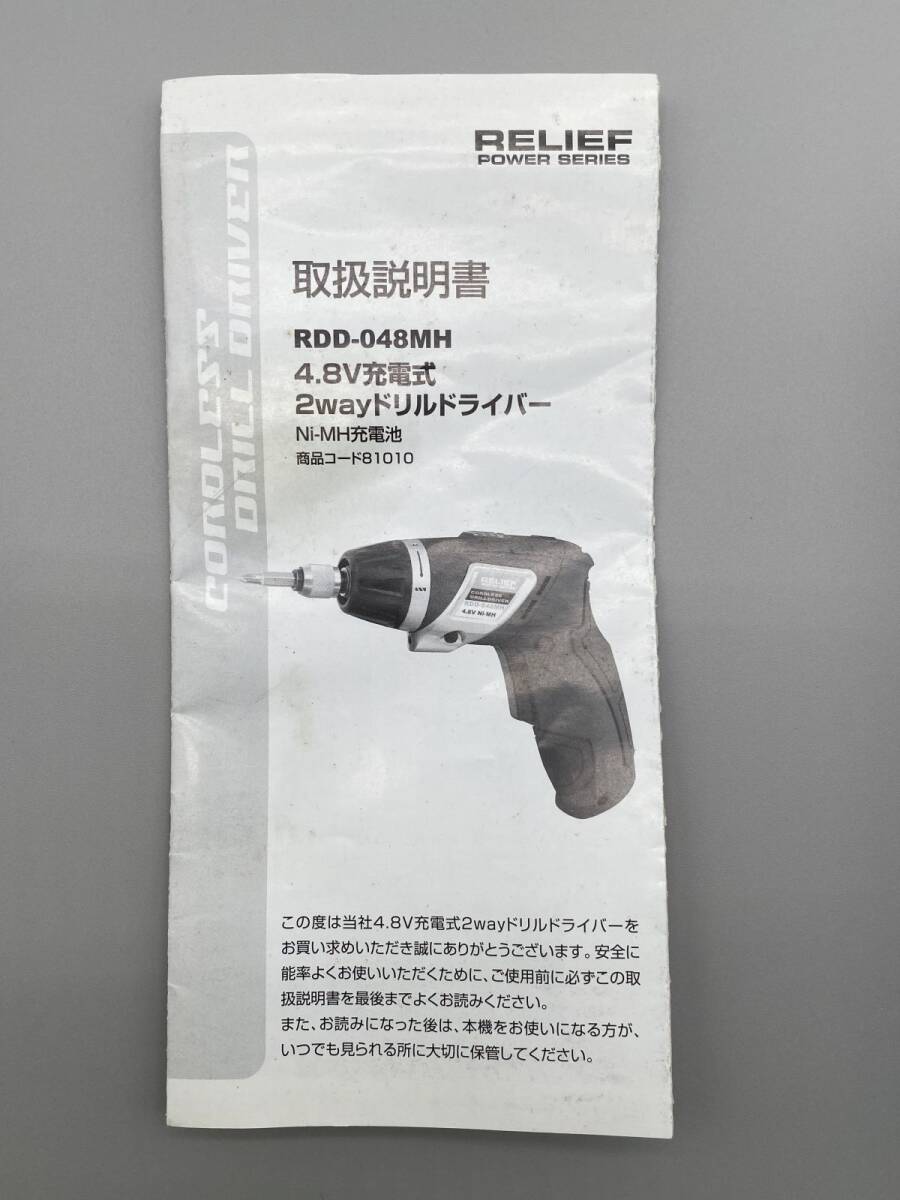 RELIEF
POWER SERIES
CORDLESS
DRILL DRIVER
取扱説明書
RDD-048MH
4.8V充電式
2wayドリルドライバー
Ni-MH充電池
商品コード81010
RELIEF
CORDLESS
DRILLDRIVER
RDD-048MH
4.8V Ni-MH
この度は当社4.8V充電式2wayドリルドライバーを
お買い求めいただき誠にありがとうございます。安全に
能率よくお使いいただくために、ご使用前に必ずこの取
扱説明書を最後までよくお読みください。
また、お読みになった後は、本機をお使いになる方が、
いつでも見られる所に大切に保管してください。